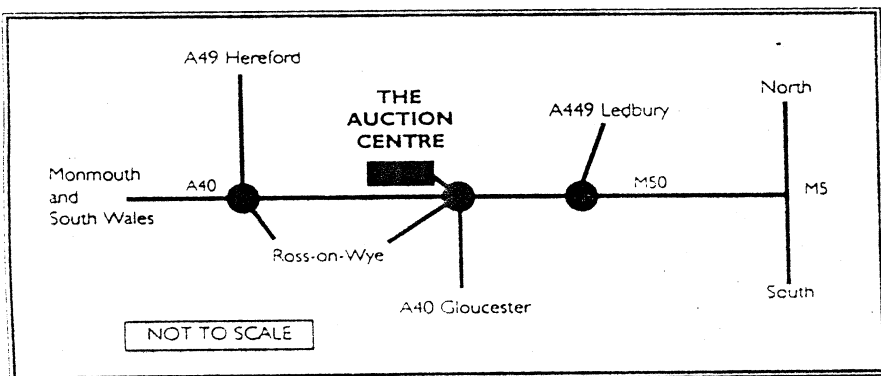 A49 Hereford
THE
AUCTION
CENTRE
A449 Ledbury
North
Monmouth
and
South Wales
A40
M50
M5
Ross-on-Wye
A40 Gloucester
South
NOT TO SCALE